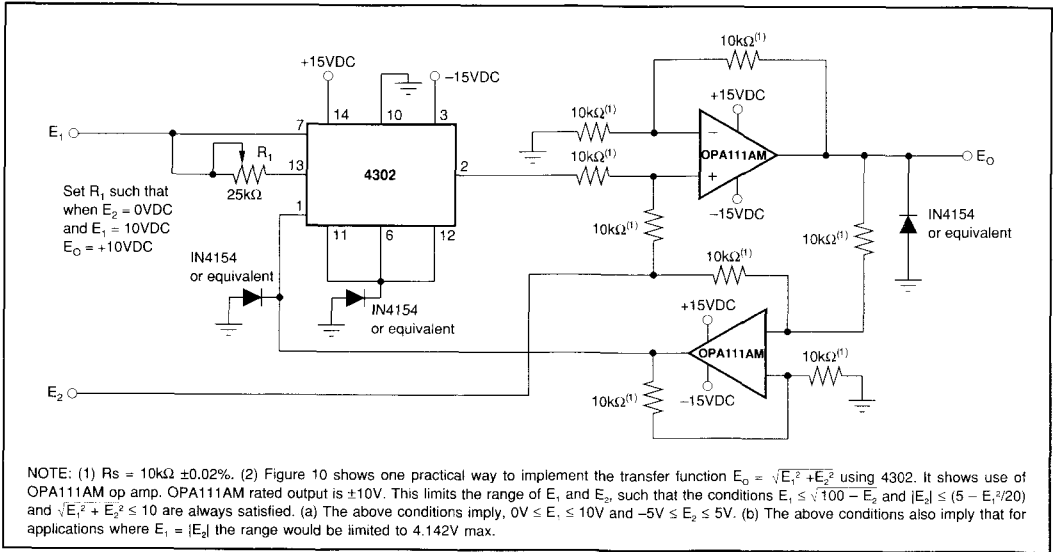 10kΩ(1)
+15VDC
–15VDC
+15VDC
14
10
3
10kΩ(1)
E1
7
–
OPA111AM
+
EO
R1
13
4302
2
10kΩ(1)
25kΩ
–15VDC
Set R1 such that
when E2 = 0VDC
and E1 = 10VDC
EO = +10VDC
1
11
6
12
10kΩ(1)
10kΩ(1)
IN4154
or equivalent
IN4154
or equivalent
IN4154
or equivalent
10kΩ(1)
+15VDC
OPA111AM
10kΩ(1)
E2
10kΩ(1)
–15VDC
NOTE: (1) Rs = 10kΩ ±0.02%. (2) Figure 10 shows one practical way to implement the transfer function Eo = √E1² +E2² using 4302. It shows use of
OPA111AM op amp. OPA111AM rated output is ±10V. This limits the range of E1 and E2, such that the conditions E1 ≤ √100 – E2 and |E2| ≤ (5 – E1²/20)
and √E1² + E2² ≤ 10 are always satisfied. (a) The above conditions imply, 0V ≤ E1 ≤ 10V and –5V ≤ E2 ≤ 5V. (b) The above conditions also imply that for
applications where E1 = |E2| the range would be limited to 4.142V max.